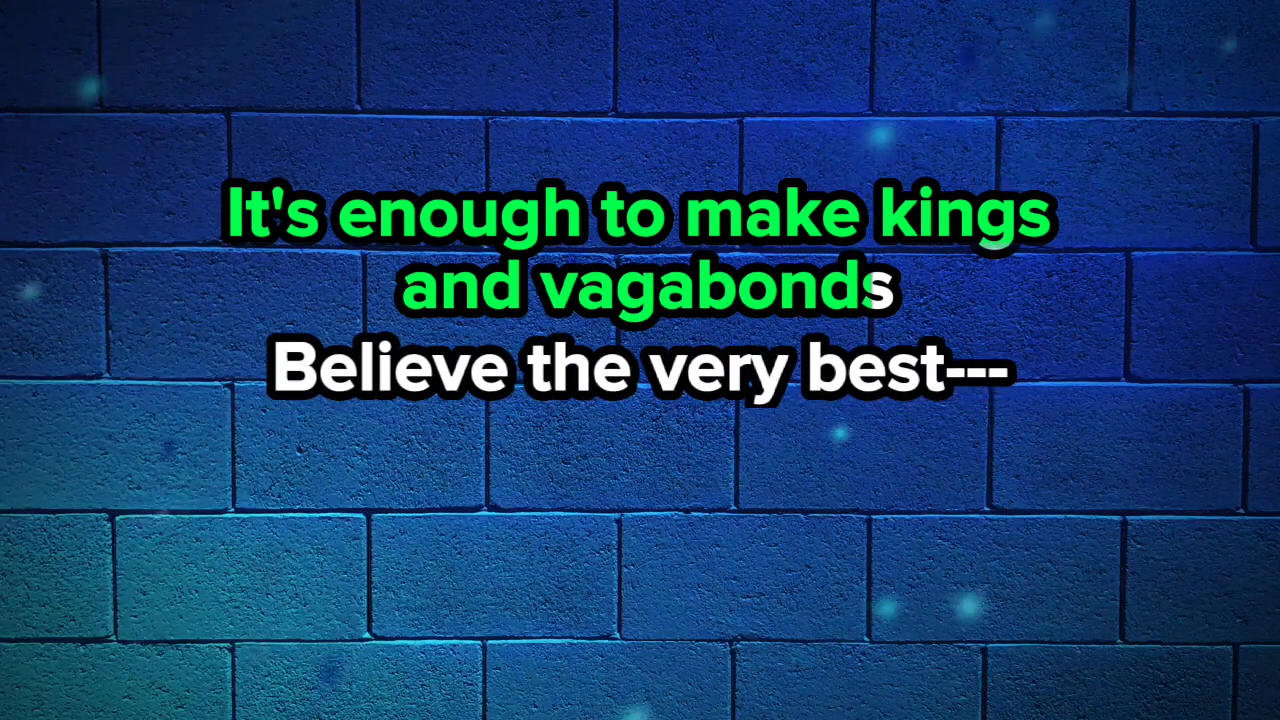 It's enough to make kings
and vagabonds
Believe the very best---